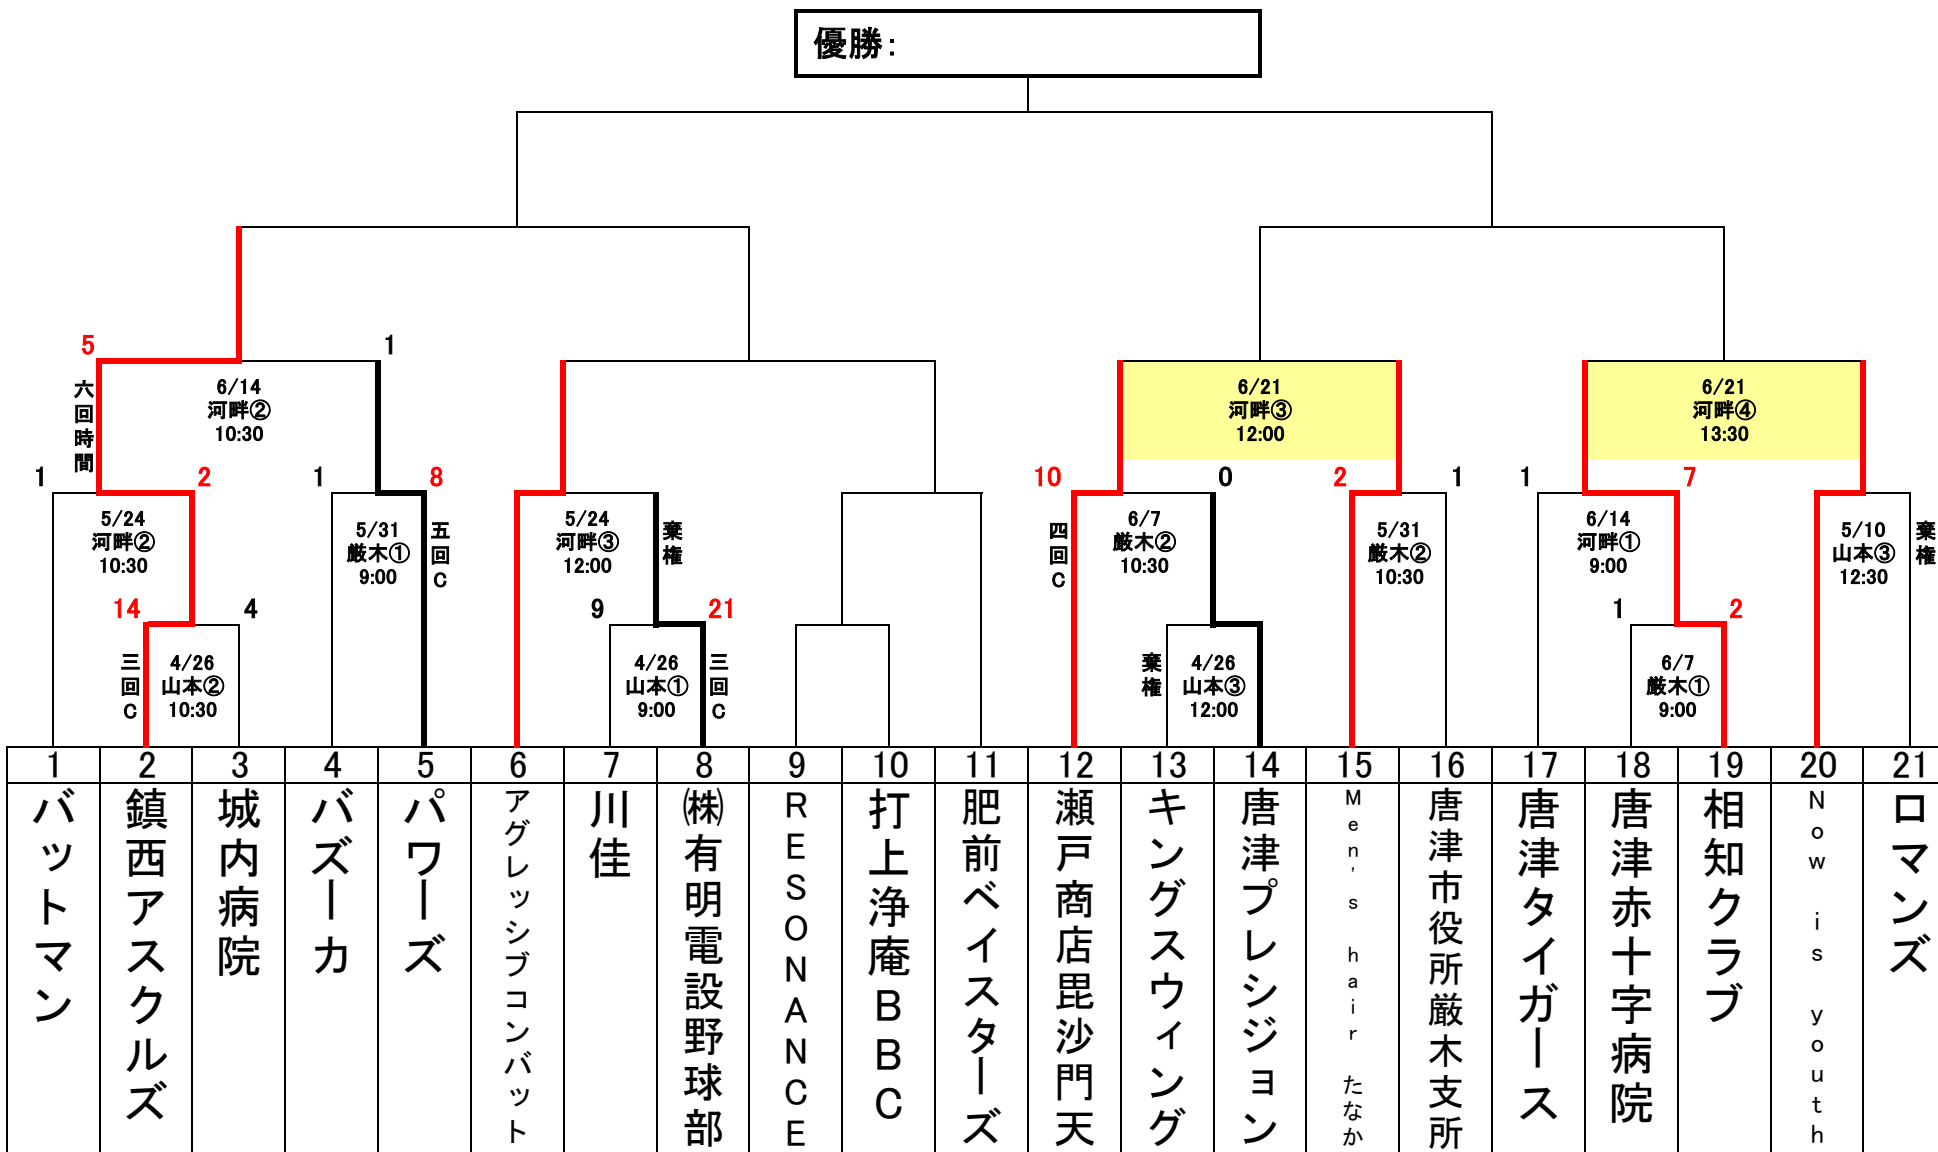 優勝：
5
1
六回時間
6/14
河畔②
10:30
1
2
1
8
10
0
2
1
1
7
6/21
河畔③
12:00
6/21
河畔④
13:30
5/24
河畔②
10:30
5/31
厳木①
9:00
五回C
5/24
河畔③
12:00
棄権
四回C
6/7
厳木②
10:30
5/31
厳木②
10:30
6/14
河畔①
9:00
5/10
山本③
12:30
棄権
14
4
9
21
1
2
三回C
4/26
山本②
10:30
4/26
山本①
9:00
三回C
棄権
4/26
山本③
12:00
6/7
厳木①
9:00
1
2
3
4
5
6
7
8
9
10
11
12
13
14
15
16
17
18
19
20
21
バットマン
鎮西アスクルズ
城内病院
バズーカ
パワーズ
アグレッシブコンバット
川佳
㈱有明電設野球部
RESONANCE
打上浄庵BBC
肥前ベイスターズ
瀬戸商店毘沙門天
キングスウィング
唐津プレシジョン
Men's hair たなか
唐津市役所厳木支所
唐津タイガース
唐津赤十字病院
相知クラブ
Now is youth
ロマンズ